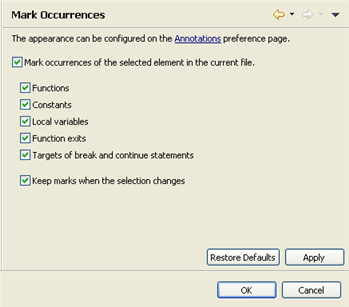 Mark Occurrences
The appearance can be configured on the Annotations preference page.
Mark occurrences of the selected element in the current file.
Functions
Constants
Local variables
Function exits
Targets of break and continue statements
Keep marks when the selection changes
Restore Defaults
Apply
OK
Cancel